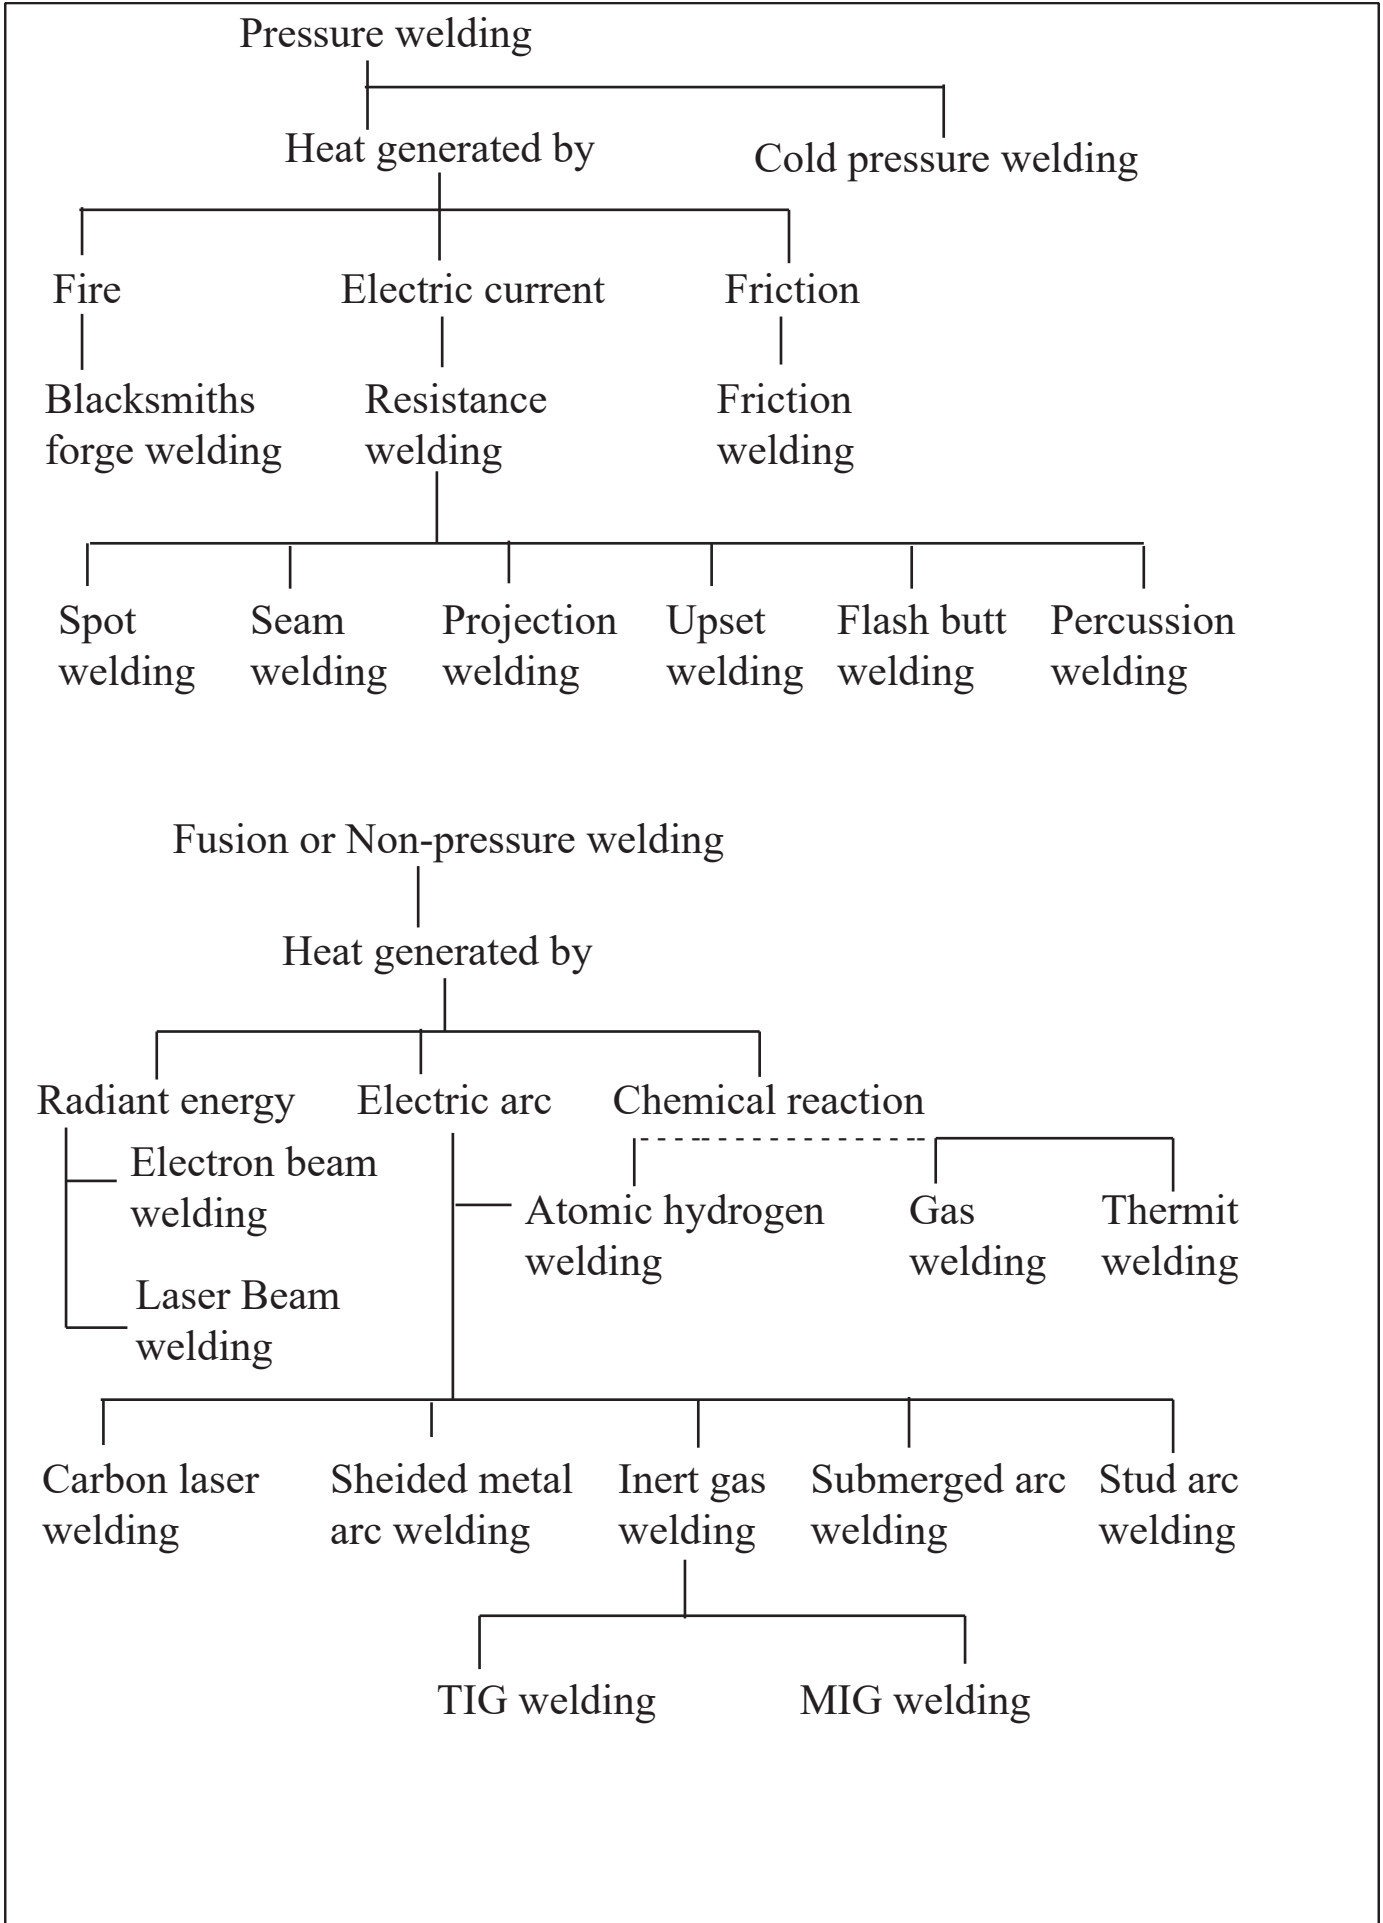 Pressure welding
Heat generated by
Cold pressure welding
Fire
Electric current
Friction
Blacksmiths
forge welding
Resistance
welding
Friction
welding
Spot
welding
Seam
welding
Projection
welding
Upset
welding
Flash butt
welding
Percussion
welding
Fusion or Non-pressure welding
Heat generated by
Radiant energy
Electric arc
Chemical reaction
Electron beam
welding
Atomic hydrogen
welding
Gas
welding
Thermit
welding
Laser Beam
welding
Carbon laser
welding
Sheided metal
arc welding
Inert gas
welding
Submerged arc
welding
Stud arc
welding
TIG welding
MIG welding